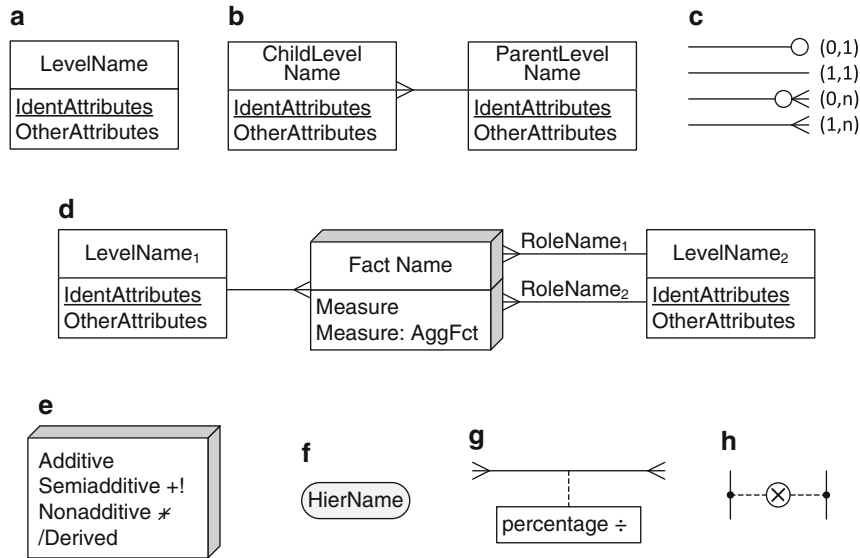 a
LevelName
IdentAttributes
OtherAttributes
b
ChildLevel
Name
IdentAttributes
OtherAttributes
ParentLevel
Name
IdentAttributes
OtherAttributes
c
(0,1)
(1,1)
(0,n)
(1,n)
d
LevelName₁
IdentAttributes
OtherAttributes
Fact Name
Measure
Measure: AggFct
RoleName₁
RoleName₂
LevelName₂
IdentAttributes
OtherAttributes
e
Additive
Semiadditive +!
Nonadditive +̸
/Derived
f
HierName
g
percentage ÷
h